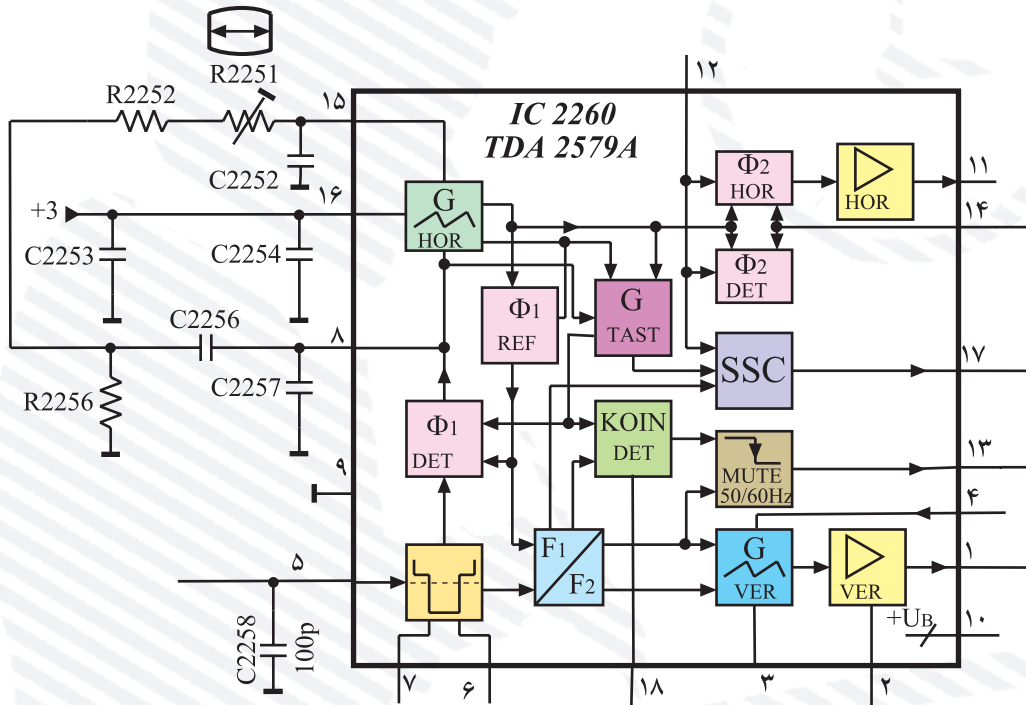 R2251
R2252
۱۵
C2252
IC 2260
TDA 2579A
۱۲
Φ2
HOR
HOR
۱۱
+3
۱۶
G
HOR
۱۴
C2253
C2254
Φ2
DET
Φ1
REF
G
TAST
C2256
۸
SSC
۱۷
R2256
C2257
Φ1
DET
KOIN
DET
MUTE
50/60Hz
۱۳
۹
۴
۵
F1
F2
G
VER
VER
۱
C2258
100p
+UB
۱۰
۷
۶
۱۸
۳
۲